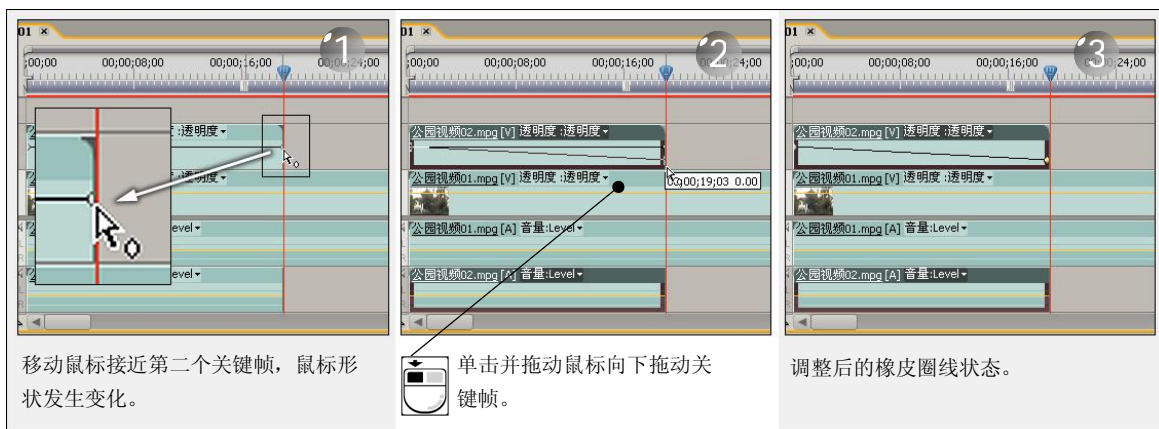 01 ×
1
;00;00 00;00;08;00 00;00;16;00 00;00;24;00
:透明度
:透明度
evel
evel
移动鼠标接近第二个关键帧，鼠标形
状发生变化。
01 ×
2
;00;00 00;00;08;00 00;00;16;00 00;00;24;00
公园视频02.mpg [V] 透明度:透明度
公园视频01.mpg [V] 透明度:透明度
00;00;19;03 0.00
公园视频01.mpg [A] 音量:Level
公园视频02.mpg [A] 音量:Level
单击并拖动鼠标向下拖动关
键帧。
01 ×
3
;00;00 00;00;08;00 00;00;16;00 24;00
公园视频02.mpg [V] 透明度:透明度
公园视频01.mpg [V] 透明度:透明度
公园视频01.mpg [A] 音量:Level
公园视频02.mpg [A] 音量:Level
调整后的橡皮圈线状态。